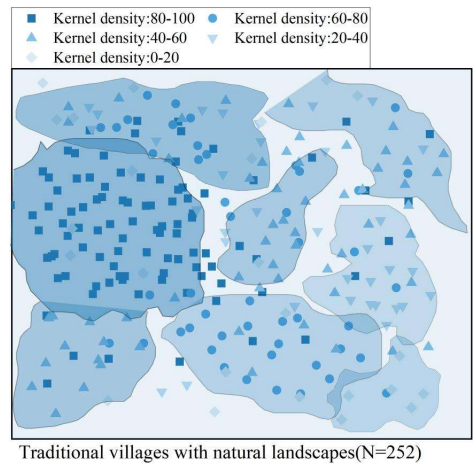 Kernel density:80-100 Kernel density:60-80
Kernel density:40-60 Kernel density:20-40
Kernel density:0-20
Traditional villages with natural landscapes(N=252)